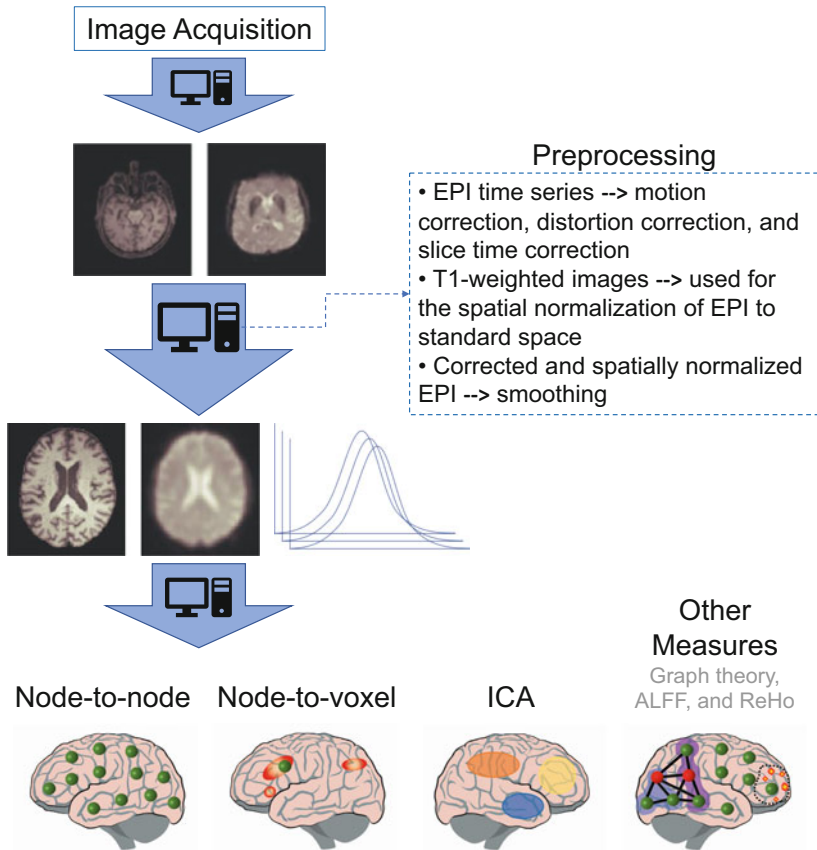 Image Acquisition
Preprocessing
• EPI time series --> motion
correction, distortion correction, and
slice time correction
• T1-weighted images --> used for
the spatial normalization of EPI to
standard space
• Corrected and spatially normalized
EPI --> smoothing
Node-to-node
Node-to-voxel
ICA
Other
Measures
Graph theory,
ALFF, and ReHo